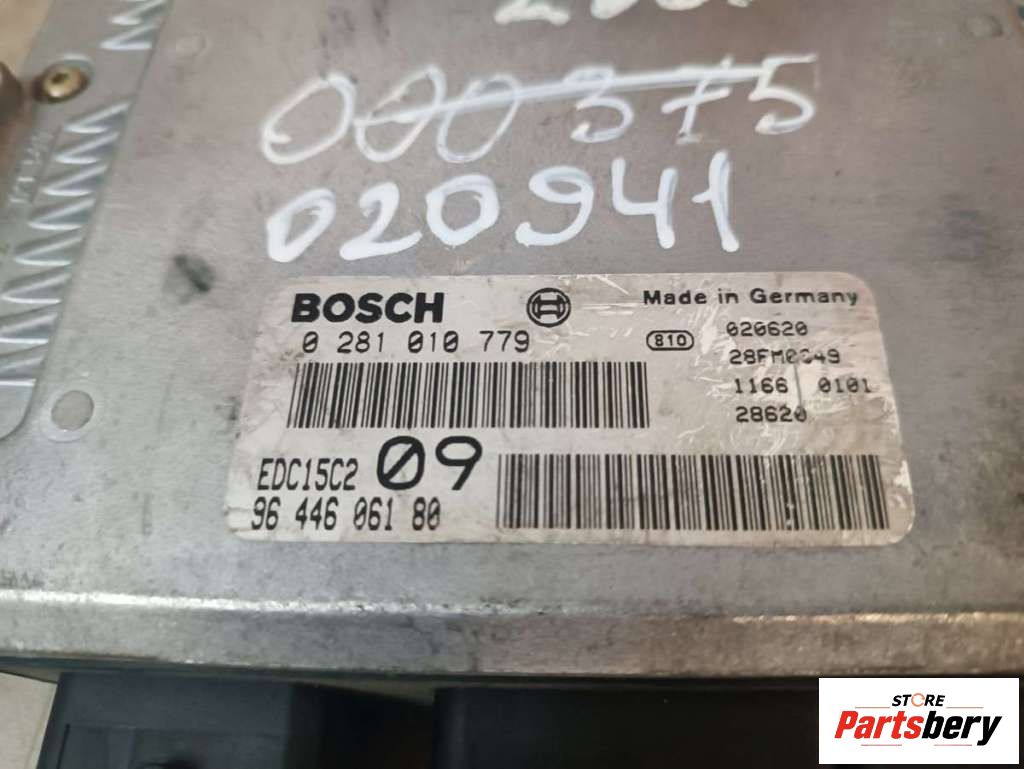 000375
020941
BOSCH
Made in Germany
0 281 010 779
810
020620
1166 0101
28620
EDC15C2 09
96 446 061 80
STORE
Partsbery